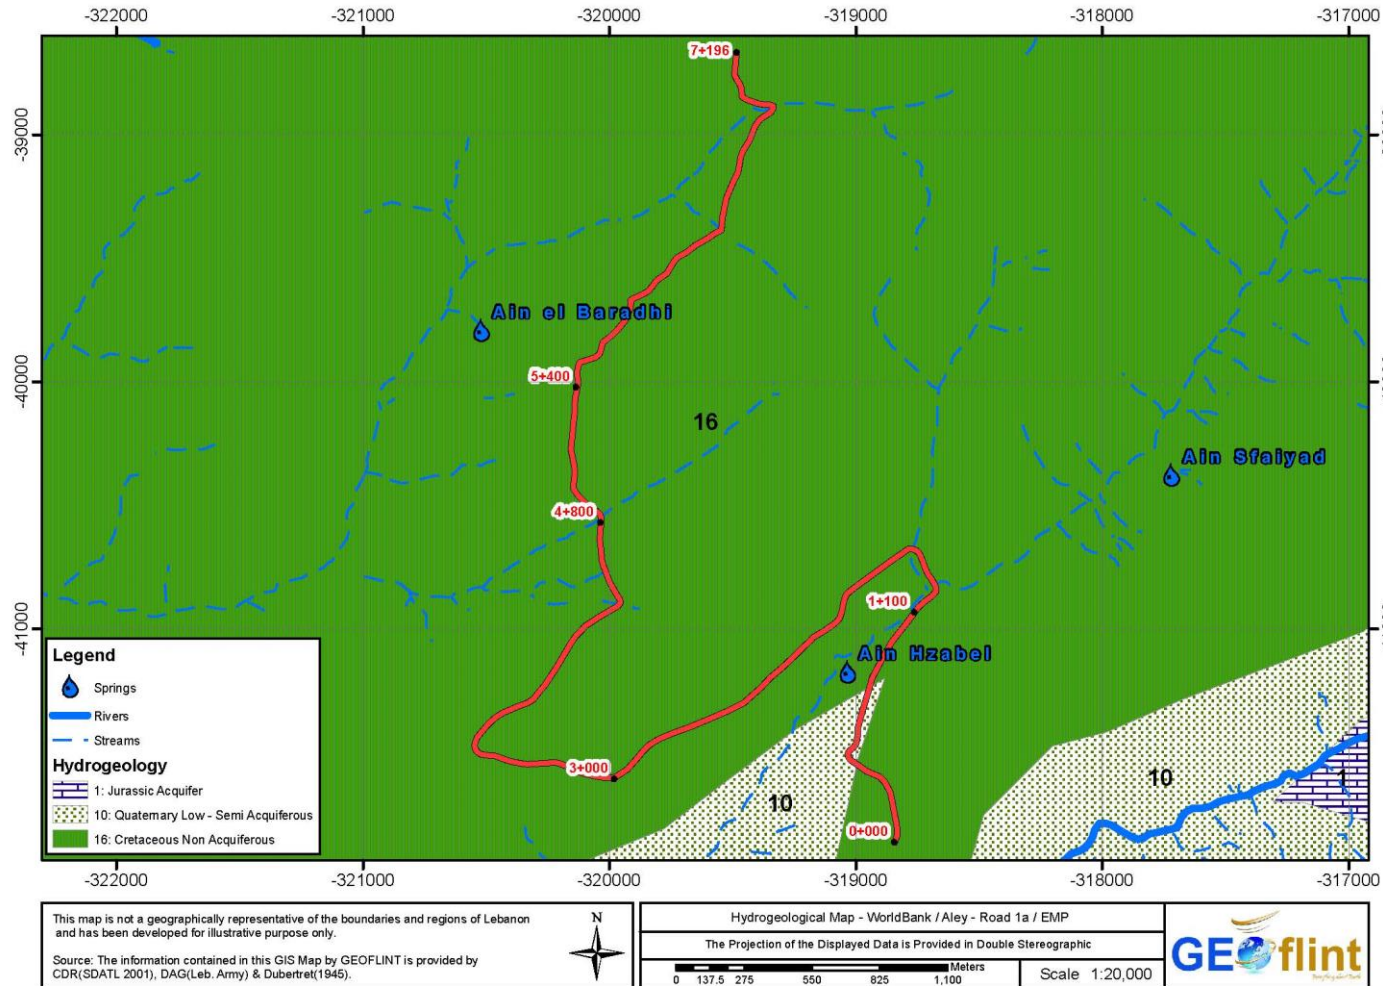 -322000 -321000 -320000 -319000 -318000 -317000
7+196
-39000
Ain el Baradhi
5+400
-40000
16
Ain Sfaiyad
4+800
1+100
-41000
Ain Hzabel
3+000
10
10
1
0+000
Legend
Springs
Rivers
Streams
Hydrogeology
1: Jurassic Acquifer
10: Quaternary Low - Semi Acquiferous
16: Cretaceous Non Acquiferous
-322000 -321000 -320000 -319000 -318000 -317000
This map is not a geographically representative of the boundaries and regions of Lebanon
and has been developed for illustrative purpose only.
Source: The information contained in this GIS Map by GEOFLINT is provided by
CDR(SDATL 2001), DAG(Leb. Army) & Dubertret(1945).
N
Hydrogeological Map - WorldBank / Aley - Road 1a / EMP
The Projection of the Displayed Data is Provided in Double Stereographic
Meters
0 137.5 275 550 825 1,100
Scale 1:20,000
GEOflint